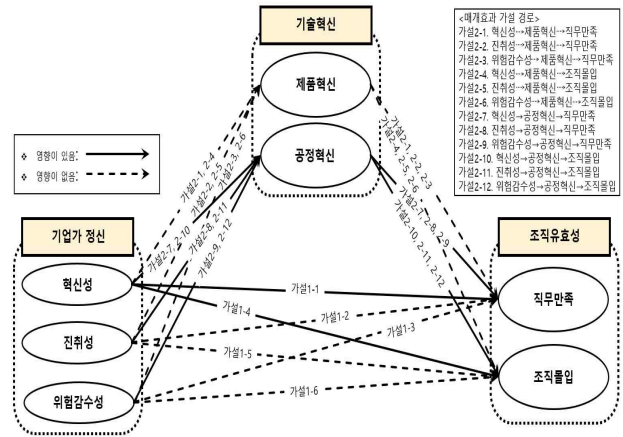 기술혁신
제품혁신
공정혁신
<매개효과 가설 경로>
가설2-1. 혁신성→제품혁신→직무만족
가설2-2. 진취성→제품혁신→직무만족
가설2-3. 위험감수성→제품혁신→직무만족
가설2-4. 혁신성→제품혁신→조직몰입
가설2-5. 진취성→제품혁신→조직몰입
가설2-6. 위험감수성→제품혁신→조직몰입
가설2-7. 혁신성→공정혁신→직무만족
가설2-8. 진취성→공정혁신→직무만족
가설2-9. 위험감수성→공정혁신→직무만족
가설2-10. 혁신성→공정혁신→조직몰입
가설2-11. 진취성→공정혁신→조직몰입
가설2-12. 위험감수성→공정혁신→조직몰입
❖ 영향이 있음:
❖ 영향이 없음:
가설2-1, 2-4
가설2-2, 2-5
가설2-3, 2-6
가설2-7, 2-10
가설2-8, 2-11
가설2-9, 2-12
가설2-1, 2-2, 2-3
가설2-4, 2-5, 2-6
가설2-7, 2-8, 2-9
가설2-10, 2-11, 2-12
기업가 정신
혁신성
진취성
위험감수성
가설1-1
가설1-2
가설1-3
가설1-4
가설1-5
가설1-6
조직유효성
직무만족
조직몰입